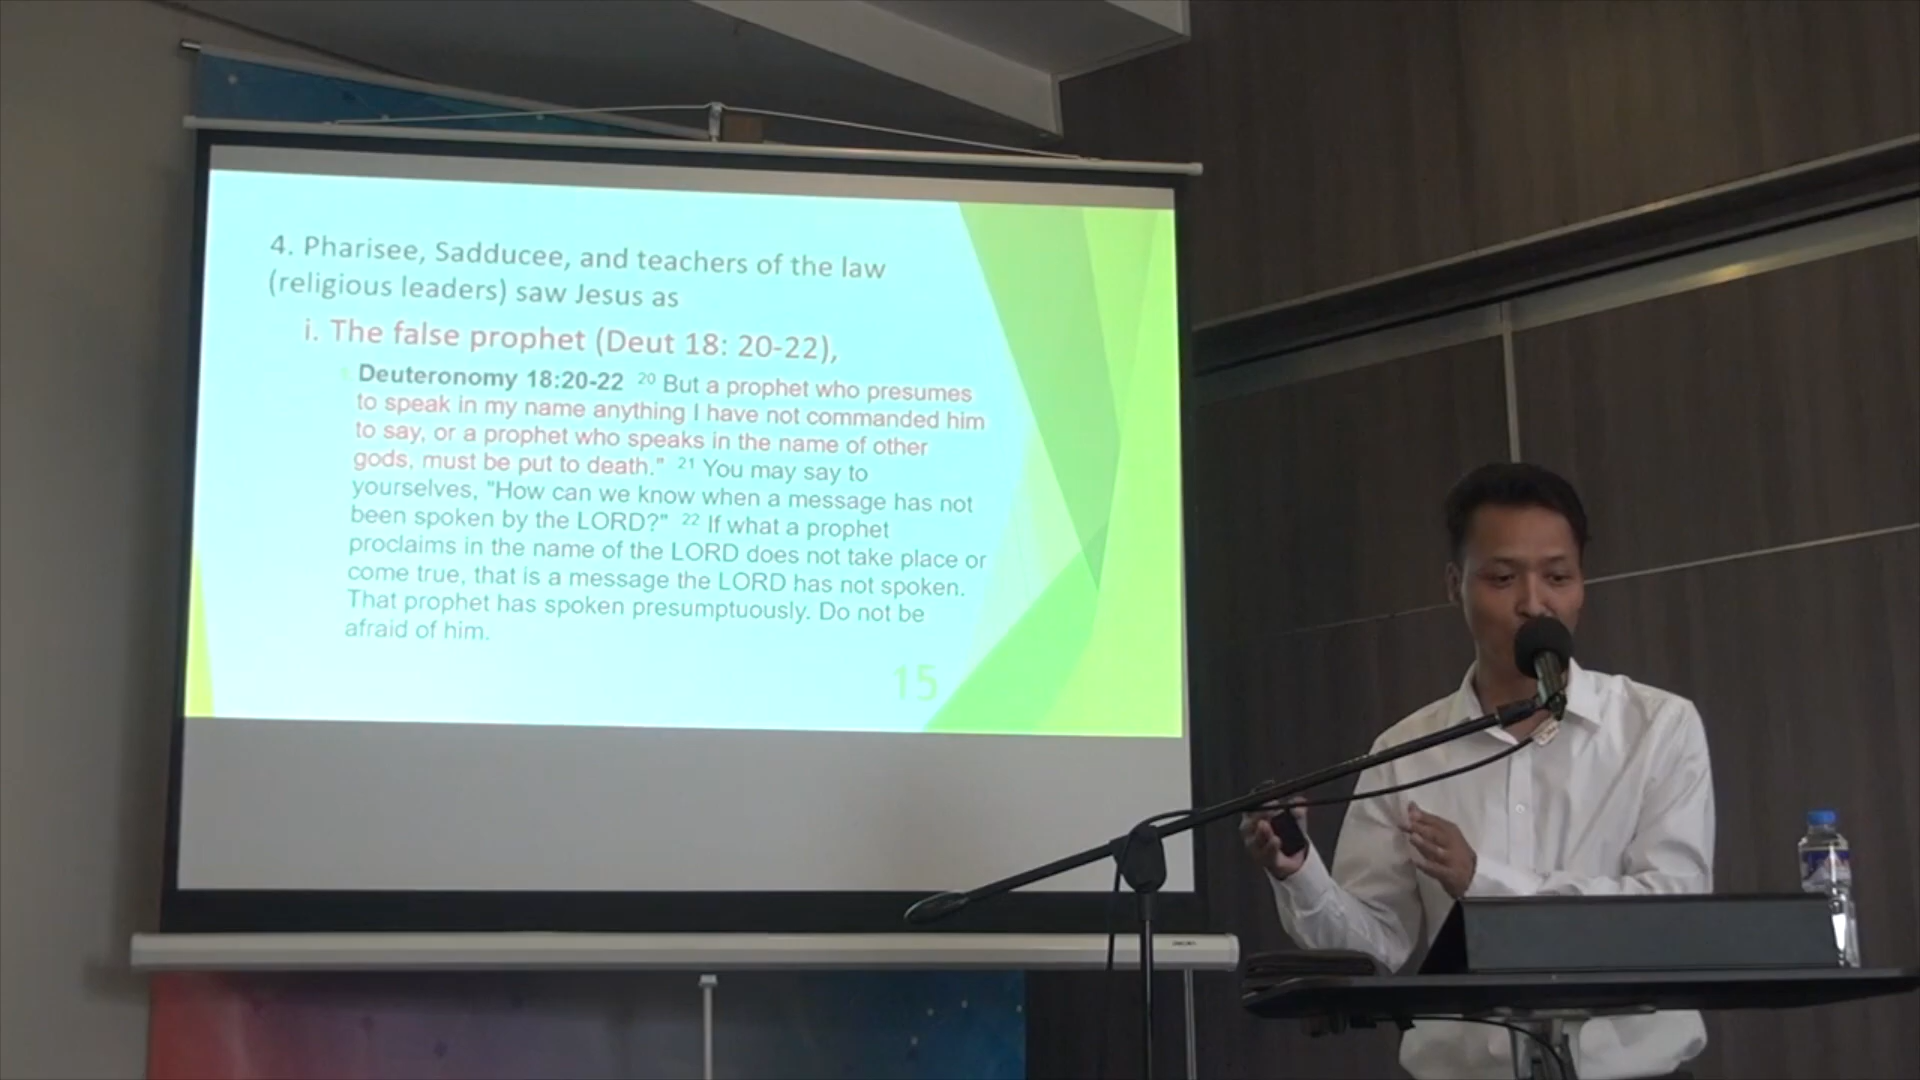 4. Pharisee, Sadducee, and teachers of the law
(religious leaders) saw Jesus as
i. The false prophet (Deut 18: 20-22),
Deuteronomy 18:20-22 20 But a prophet who presumes
to speak in my name anything I have not commanded him
to say, or a prophet who speaks in the name of other
gods, must be put to death." 21 You may say to
yourselves, "How can we know when a message has not
been spoken by the LORD?" 22 If what a prophet
proclaims in the name of the LORD does not take place or
come true, that is a message the LORD has not spoken.
That prophet has spoken presumptuously. Do not be
afraid of him.
15